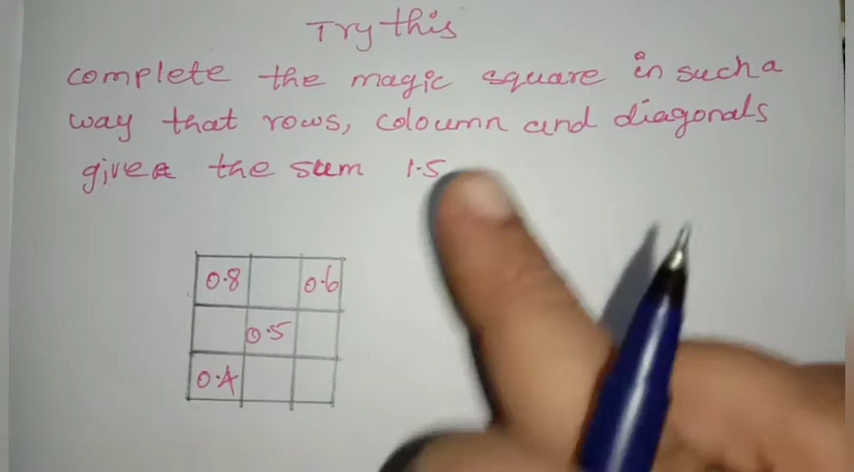 Try this
complete the magic square in such a
way that rows, coloumn and diagonals
give the sum 1.5
0.8 0.6
0.5
0.4